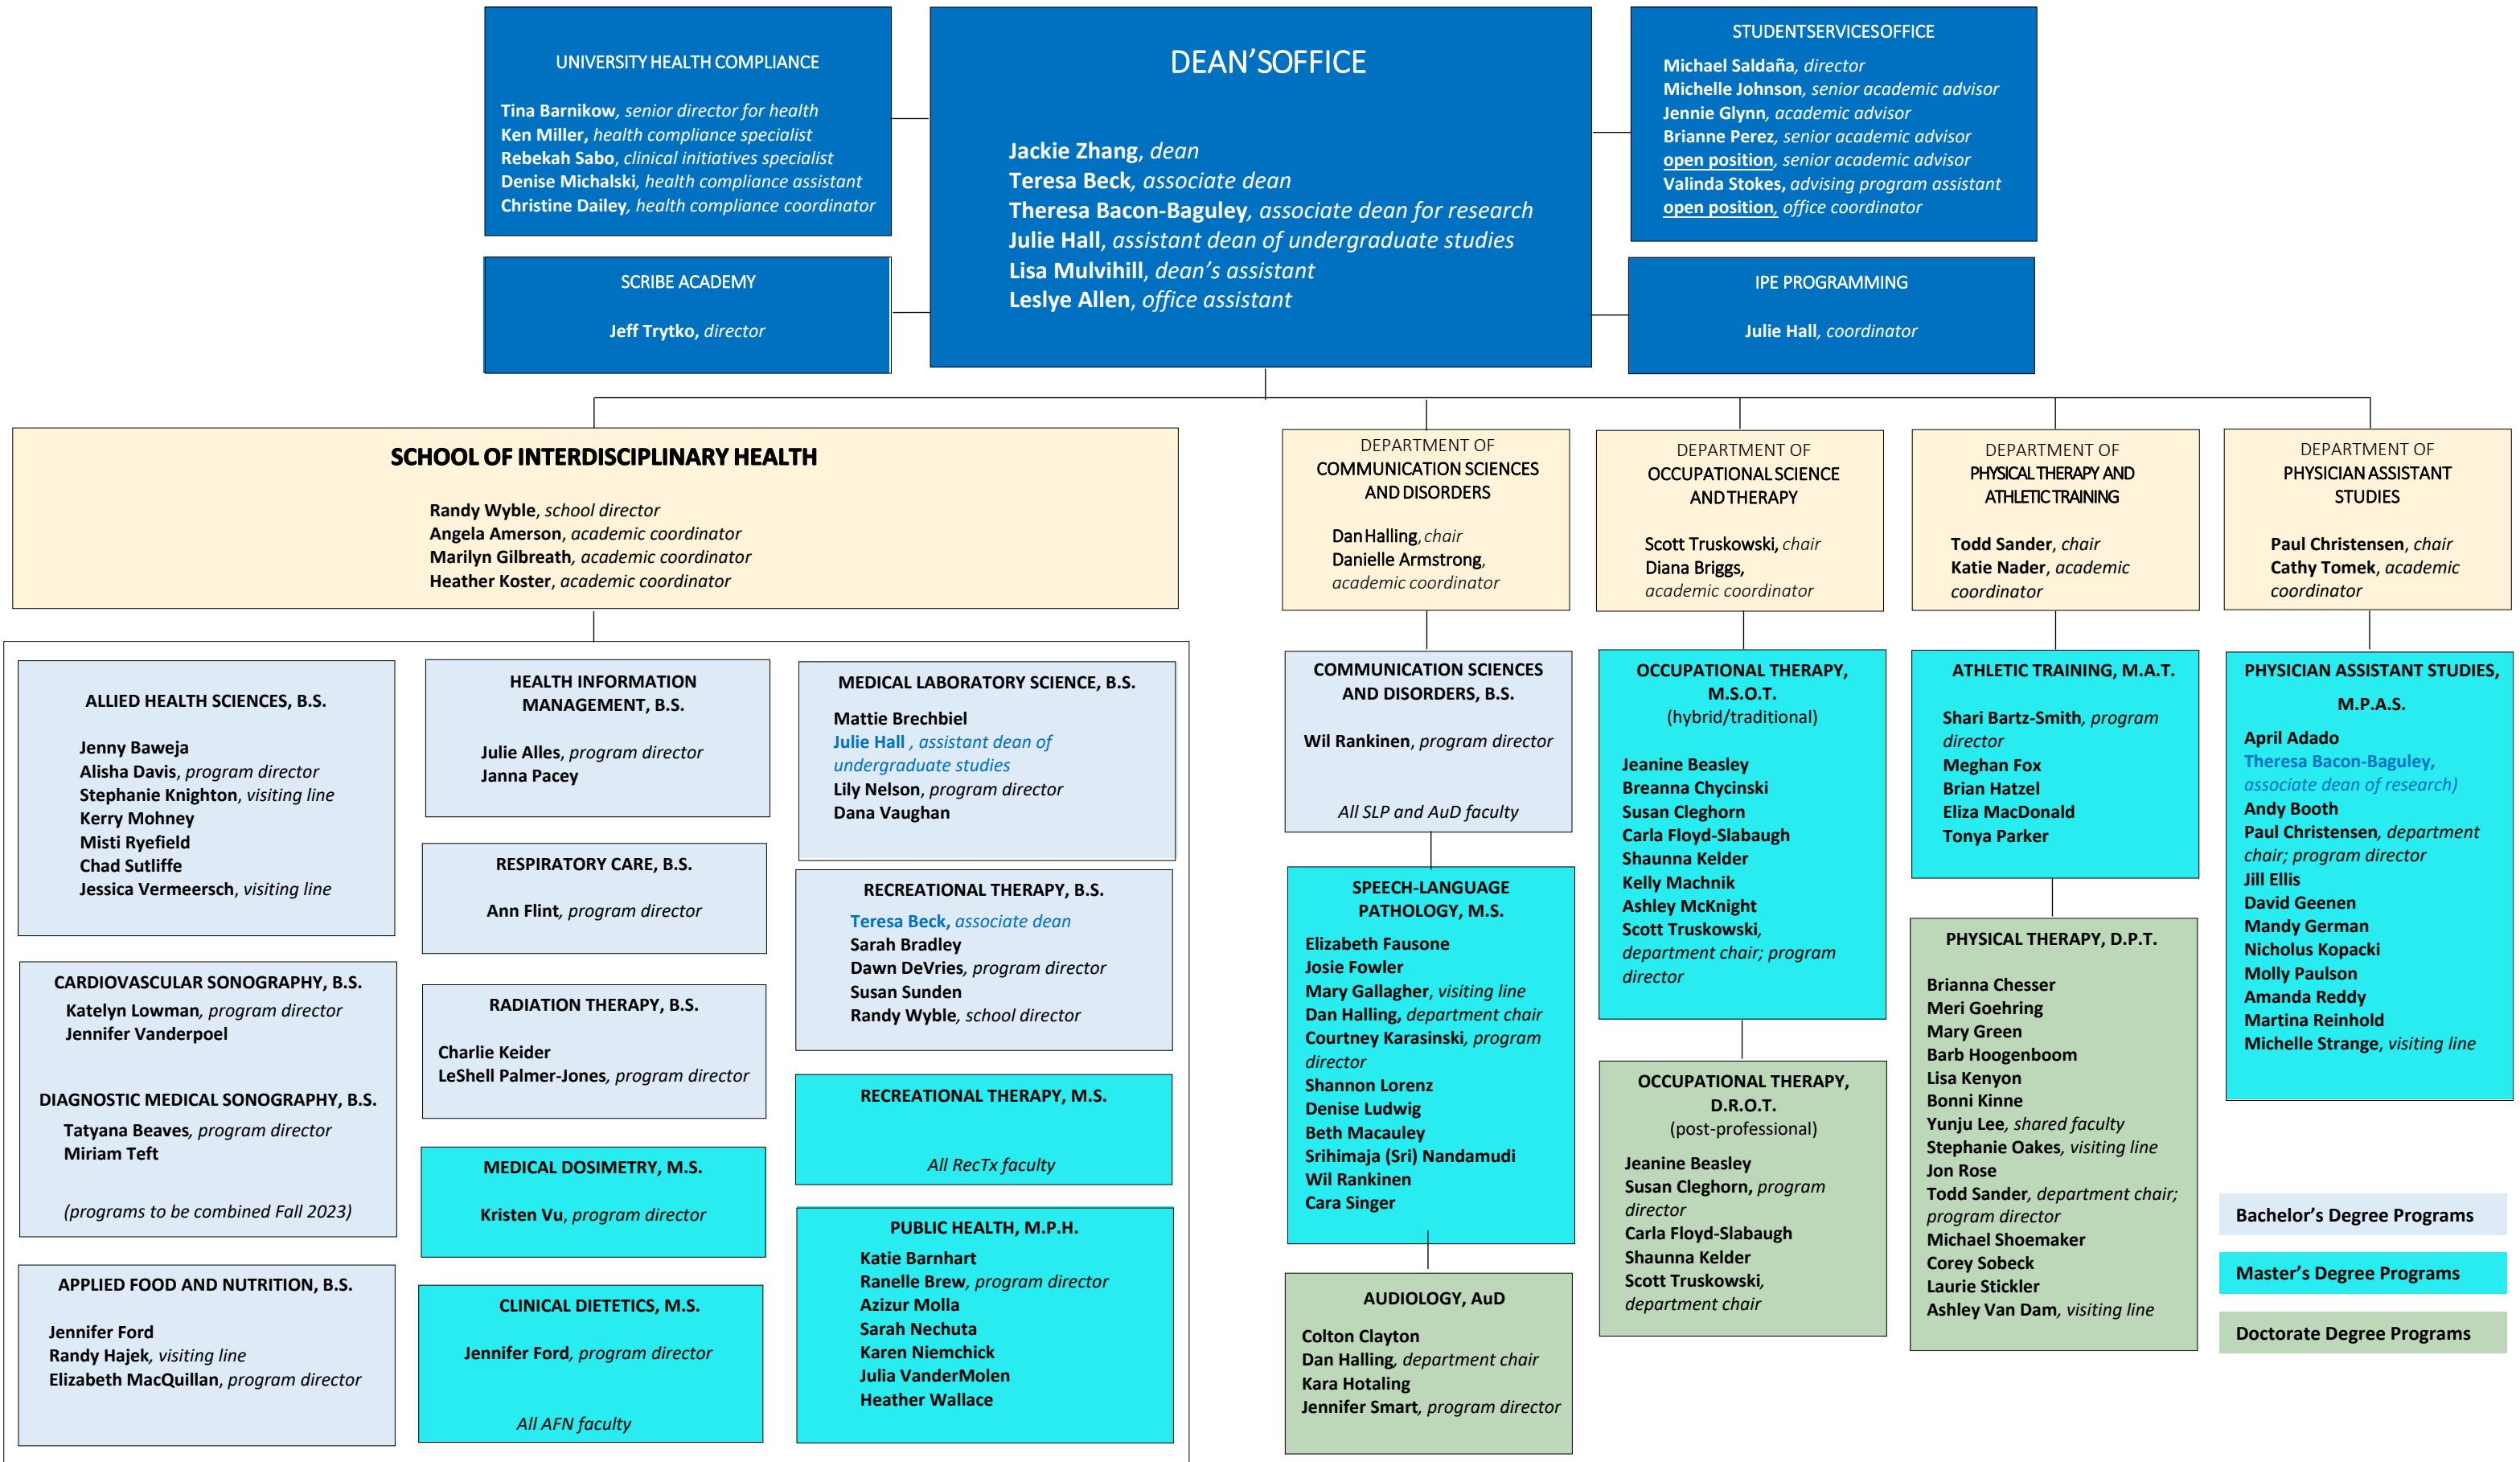 UNIVERSITY HEALTH COMPLIANCE
Tina Barnikow, senior director for health
Ken Miller, health compliance specialist
Rebekah Sabo, clinical initiatives specialist
Denise Michalski, health compliance assistant
Christine Dailey, health compliance coordinator
SCRIBE ACADEMY
Jeff Trytko, director
DEAN'SOFFICE
Jackie Zhang, dean
Teresa Beck, associate dean
Theresa Bacon-Baguley, associate dean for research
Julie Hall, assistant dean of undergraduate studies
Lisa Mulvihill, dean's assistant
Leslye Allen, office assistant
STUDENTSERVICESOFFICE
Michael Saldaña, director
Michelle Johnson, senior academic advisor
Jennie Glynn, academic advisor
Brianne Perez, senior academic advisor
open position, senior academic advisor
Valinda Stokes, advising program assistant
open position, office coordinator
IPE PROGRAMMING
Julie Hall, coordinator
SCHOOL OF INTERDISCIPLINARY HEALTH
Randy Wyble, school director
Angela Amerson, academic coordinator
Marilyn Gilbreath, academic coordinator
Heather Koster, academic coordinator
DEPARTMENT OF
COMMUNICATION SCIENCES
AND DISORDERS
Dan Halling, chair
Danielle Armstrong,
academic coordinator
DEPARTMENT OF
OCCUPATIONAL SCIENCE
AND THERAPY
Scott Truskowski, chair
Diana Briggs,
academic coordinator
DEPARTMENT OF
PHYSICAL THERAPY AND
ATHLETIC TRAINING
Todd Sander, chair
Katie Nader, academic
coordinator
DEPARTMENT OF
PHYSICIAN ASSISTANT
STUDIES
Paul Christensen, chair
Cathy Tomek, academic
coordinator
ALLIED HEALTH SCIENCES, B.S.
Jenny Baweja
Alisha Davis, program director
Stephanie Knighton, visiting line
Kerry Mohney
Misti Ryefield
Chad Sutliffe
Jessica Vermeersch, visiting line
CARDIOVASCULAR SONOGRAPHY, B.S.
Katelyn Lowman, program director
Jennifer Vanderpoel
DIAGNOSTIC MEDICAL SONOGRAPHY, B.S.
Tatyana Beaves, program director
Miriam Teft
(programs to be combined Fall 2023)
APPLIED FOOD AND NUTRITION, B.S.
Jennifer Ford
Randy Hajek, visiting line
Elizabeth MacQuillan, program director
HEALTH INFORMATION
MANAGEMENT, B.S.
Julie Alles, program director
Janna Pacey
RESPIRATORY CARE, B.S.
Ann Flint, program director
RADIATION THERAPY, B.S.
Charlie Keider
LeShell Palmer-Jones, program director
MEDICAL DOSIMETRY, M.S.
Kristen Vu, program director
CLINICAL DIETETICS, M.S.
Jennifer Ford, program director
All AFN faculty
MEDICAL LABORATORY SCIENCE, B.S.
Mattie Brechbiel
Julie Hall , assistant dean of
undergraduate studies
Lily Nelson, program director
Dana Vaughan
RECREATIONAL THERAPY, B.S.
Teresa Beck, associate dean
Sarah Bradley
Dawn DeVries, program director
Susan Sunden
Randy Wyble, school director
RECREATIONAL THERAPY, M.S.
All RecTx faculty
PUBLIC HEALTH, M.P.H.
Katie Barnhart
Ranelle Brew, program director
Azizur Molla
Sarah Nechuta
Karen Niemchick
Julia VanderMolen
Heather Wallace
COMMUNICATION SCIENCES
AND DISORDERS, B.S.
Wil Rankinen, program director
All SLP and AuD faculty
SPEECH-LANGUAGE
PATHOLOGY, M.S.
Elizabeth Fausone
Josie Fowler
Mary Gallagher, visiting line
Dan Halling, department chair
Courtney Karasinski, program
director
Shannon Lorenz
Denise Ludwig
Beth Macauley
Srihimaja (Sri) Nandamudi
Wil Rankinen
Cara Singer
AUDIOLOGY, AuD
Colton Clayton
Dan Halling, department chair
Kara Hotaling
Jennifer Smart, program director
OCCUPATIONAL THERAPY,
M.S.O.T.
(hybrid/traditional)
Jeanine Beasley
Breanna Chycinski
Susan Cleghorn
Carla Floyd-Slabaugh
Shaunna Kelder
Kelly Machnik
Ashley McKnight
Scott Truskowski,
department chair; program
director
OCCUPATIONAL THERAPY,
D.R.O.T.
(post-professional)
Jeanine Beasley
Susan Cleghorn, program
director
Carla Floyd-Slabaugh
Shaunna Kelder
Scott Truskowski,
department chair
ATHLETIC TRAINING, M.A.T.
Shari Bartz-Smith, program
director
Meghan Fox
Brian Hatzel
Eliza MacDonald
Tonya Parker
PHYSICAL THERAPY, D.P.T.
Brianna Chesser
Meri Goehring
Mary Green
Barb Hoogenboom
Lisa Kenyon
Bonni Kinne
Yunju Lee, shared faculty
Stephanie Oakes, visiting line
Jon Rose
Todd Sander, department chair;
program director
Michael Shoemaker
Corey Sobeck
Laurie Stickler
Ashley Van Dam, visiting line
PHYSICIAN ASSISTANT STUDIES,
M.P.A.S.
April Adado
Theresa Bacon-Baguley,
associate dean of research)
Andy Booth
Paul Christensen, department
chair; program director
Jill Ellis
David Geenen
Mandy German
Nicholus Kopacki
Molly Paulson
Amanda Reddy
Martina Reinhold
Michelle Strange, visiting line
Bachelor's Degree Programs
Master's Degree Programs
Doctorate Degree Programs